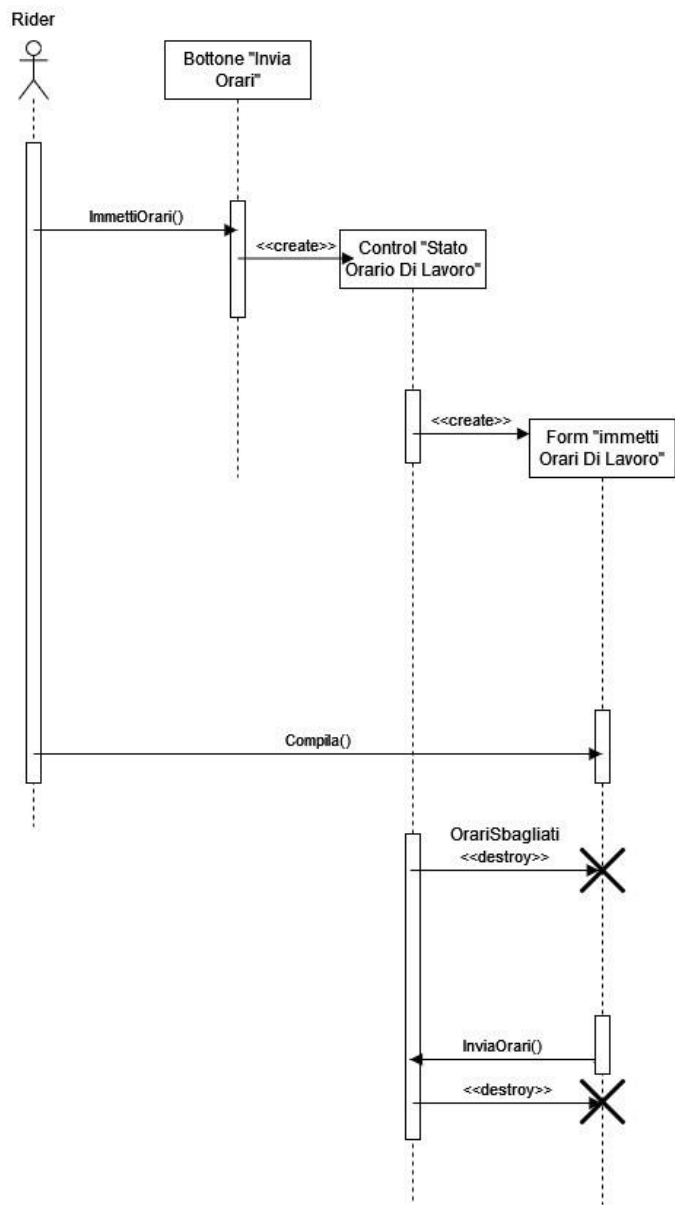 Rider
Bottone "Invia
Orari"
ImmettiOrari()
<<create>>
Control "Stato
Orario Di Lavoro"
<<create>>
Form "immetti
Orari Di Lavoro"
Compila()
OrariSbagliati
<<destroy>>
InviaOrari()
<<destroy>>